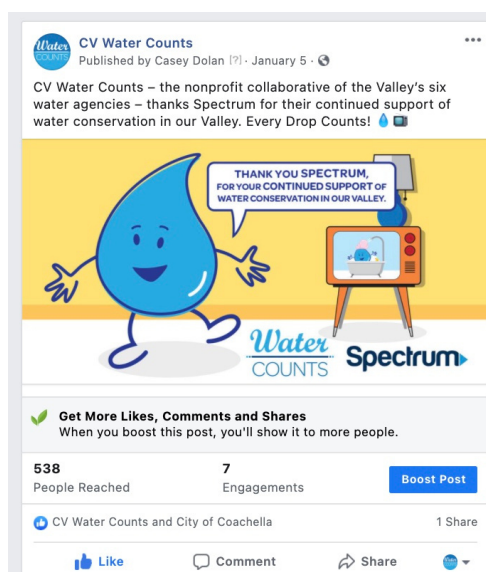 Water
COUNTS
CV Water Counts
Published by Casey Dolan [?] · January 5 ·
CV Water Counts – the nonprofit collaborative of the Valley's six
water agencies – thanks Spectrum for their continued support of
water conservation in our Valley. Every Drop Counts! 💧 📺
THANK YOU SPECTRUM,
FOR YOUR CONTINUED SUPPORT OF
WATER CONSERVATION IN OUR VALLEY.
Water
COUNTS
Spectrum
Get More Likes, Comments and Shares
When you boost this post, you'll show it to more people.
538
People Reached
7
Engagements
Boost Post
CV Water Counts and City of Coachella
1 Share
Like
Comment
Share